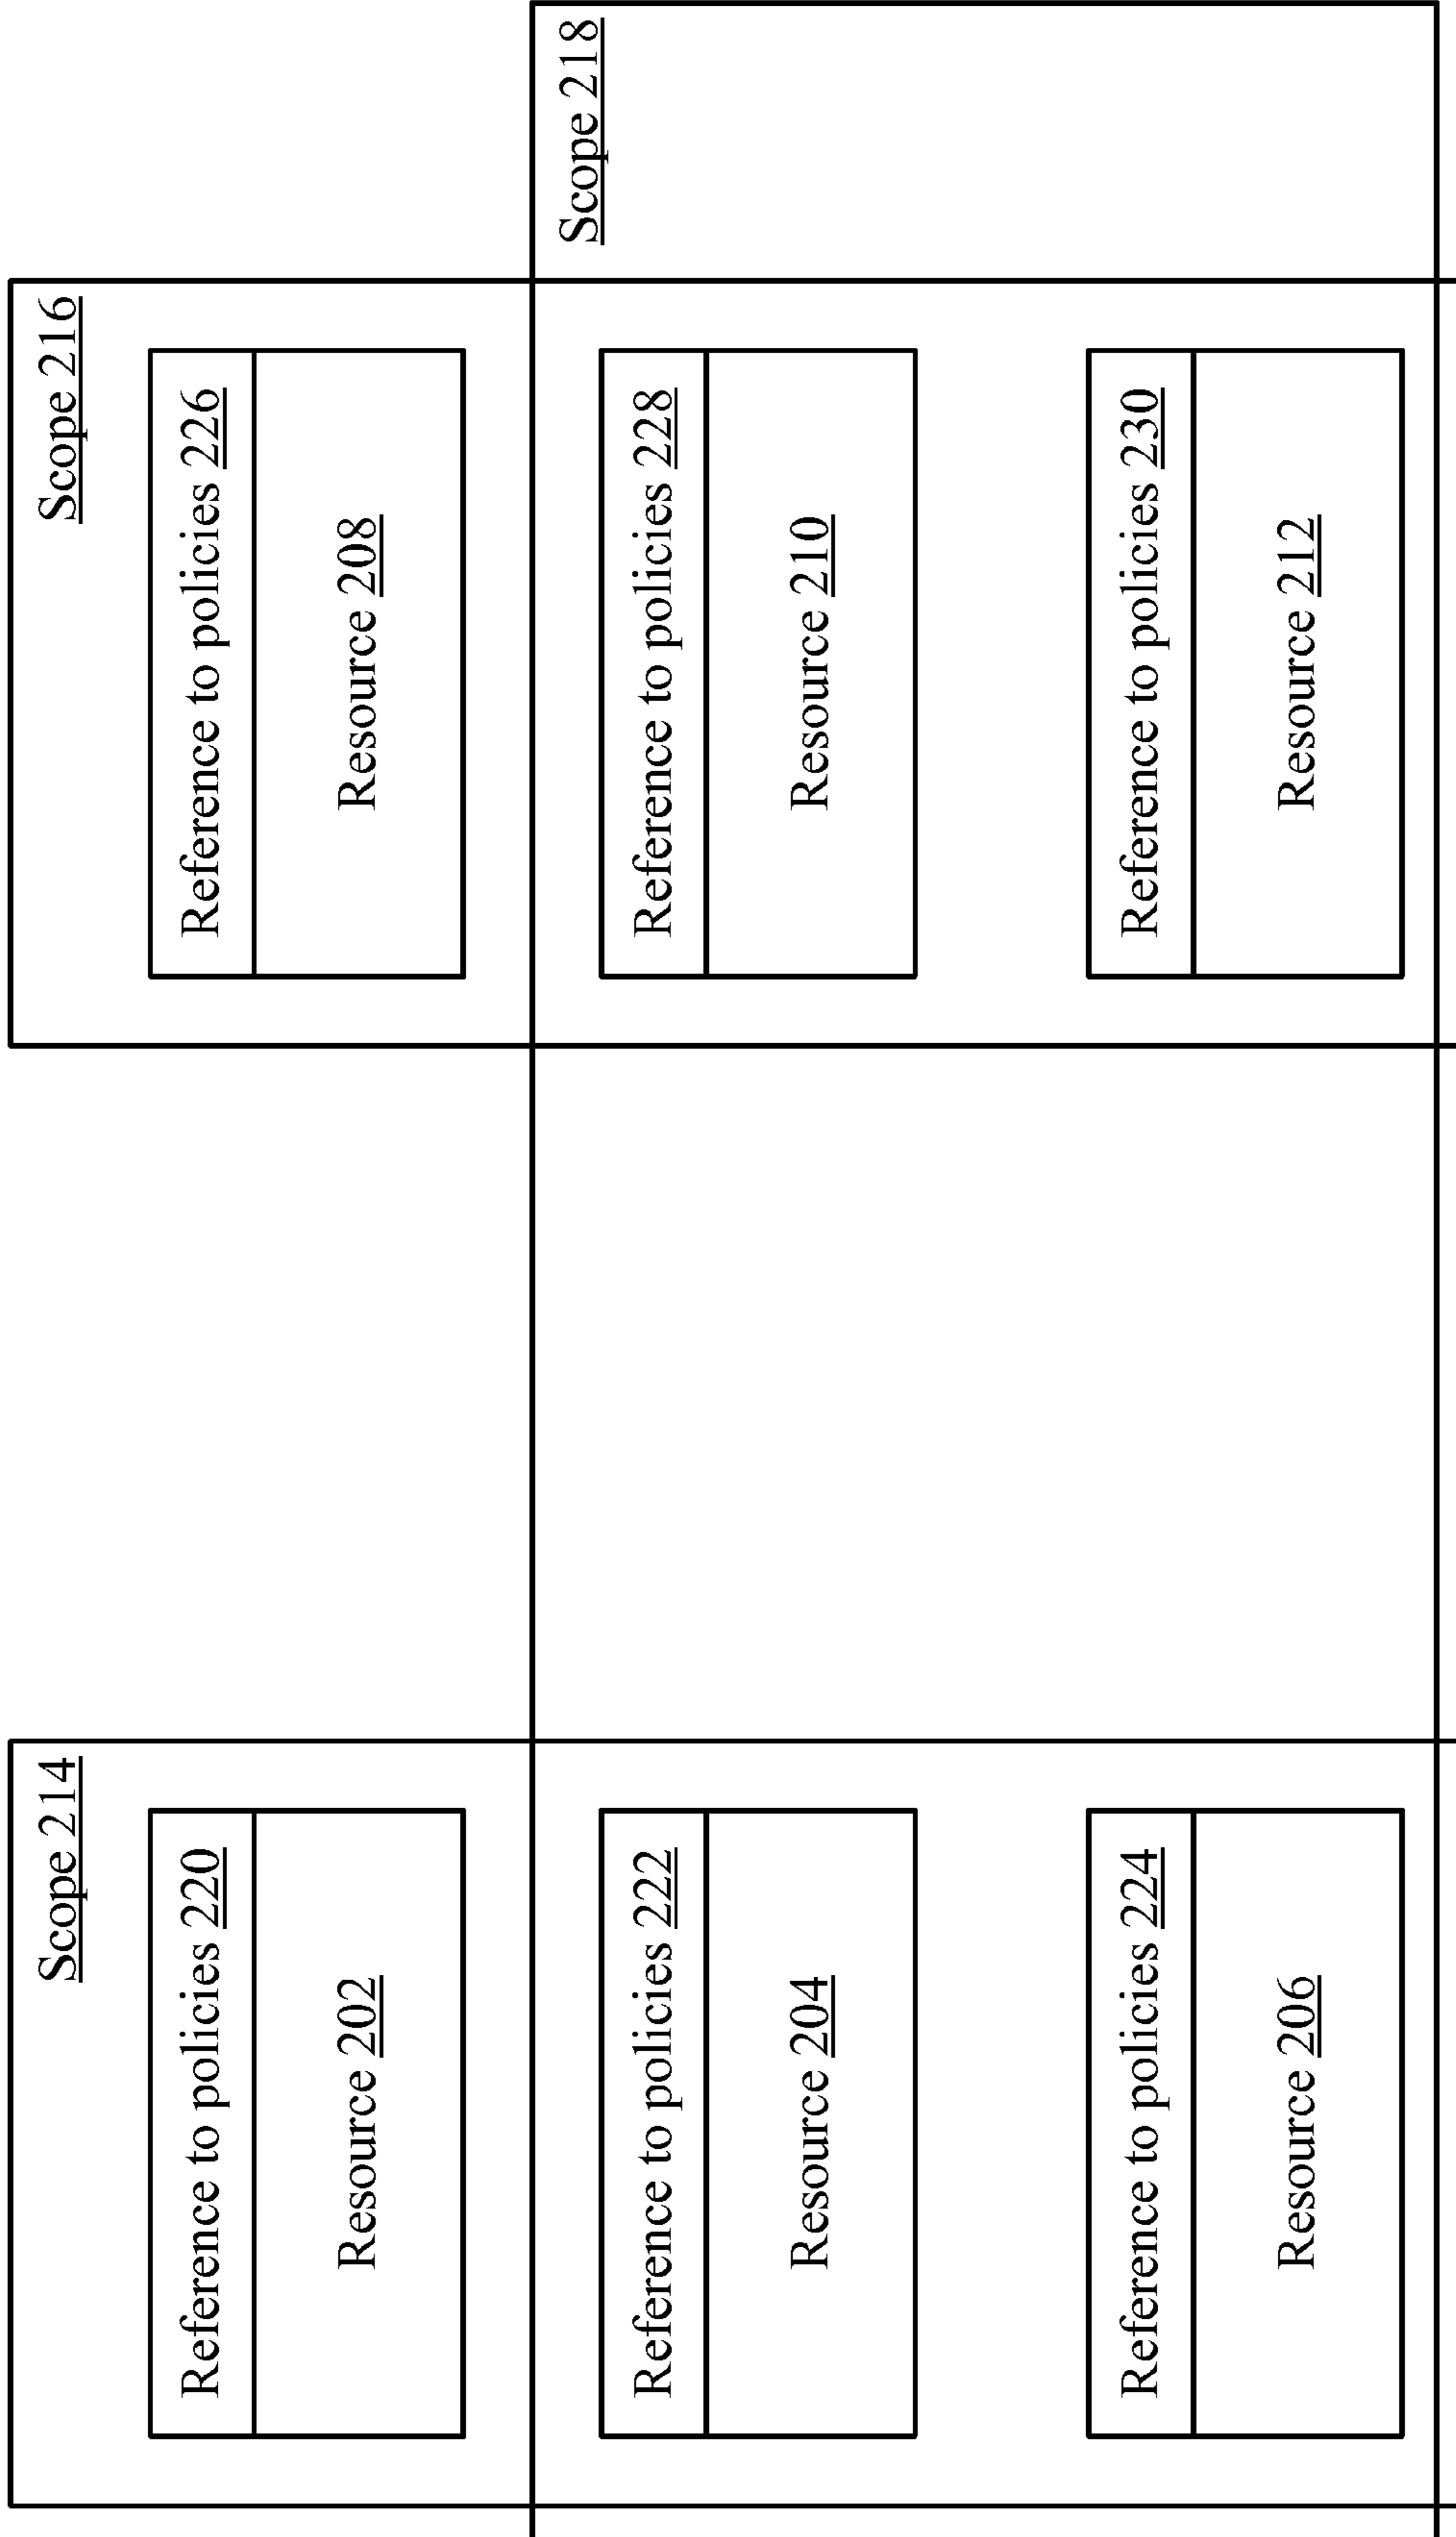 Scope 214
Reference to policies 220
Resource 202
Reference to policies 222
Resource 204
Reference to policies 224
Resource 206
Scope 216
Reference to policies 226
Resource 208
Reference to policies 228
Resource 210
Reference to policies 230
Resource 212
Scope 218